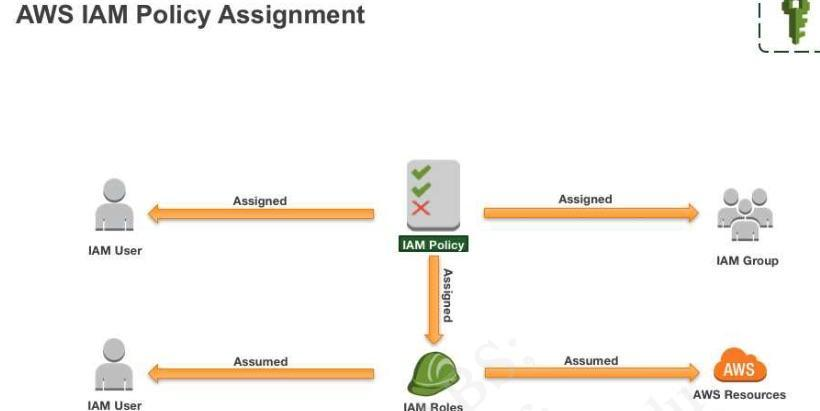 AWS IAM Policy Assignment
Assigned
Assigned
IAM User
IAM Policy
IAM Group
Assigned
Assumed
Assumed
AWS
IAM User
IAM Roles
AWS Resources